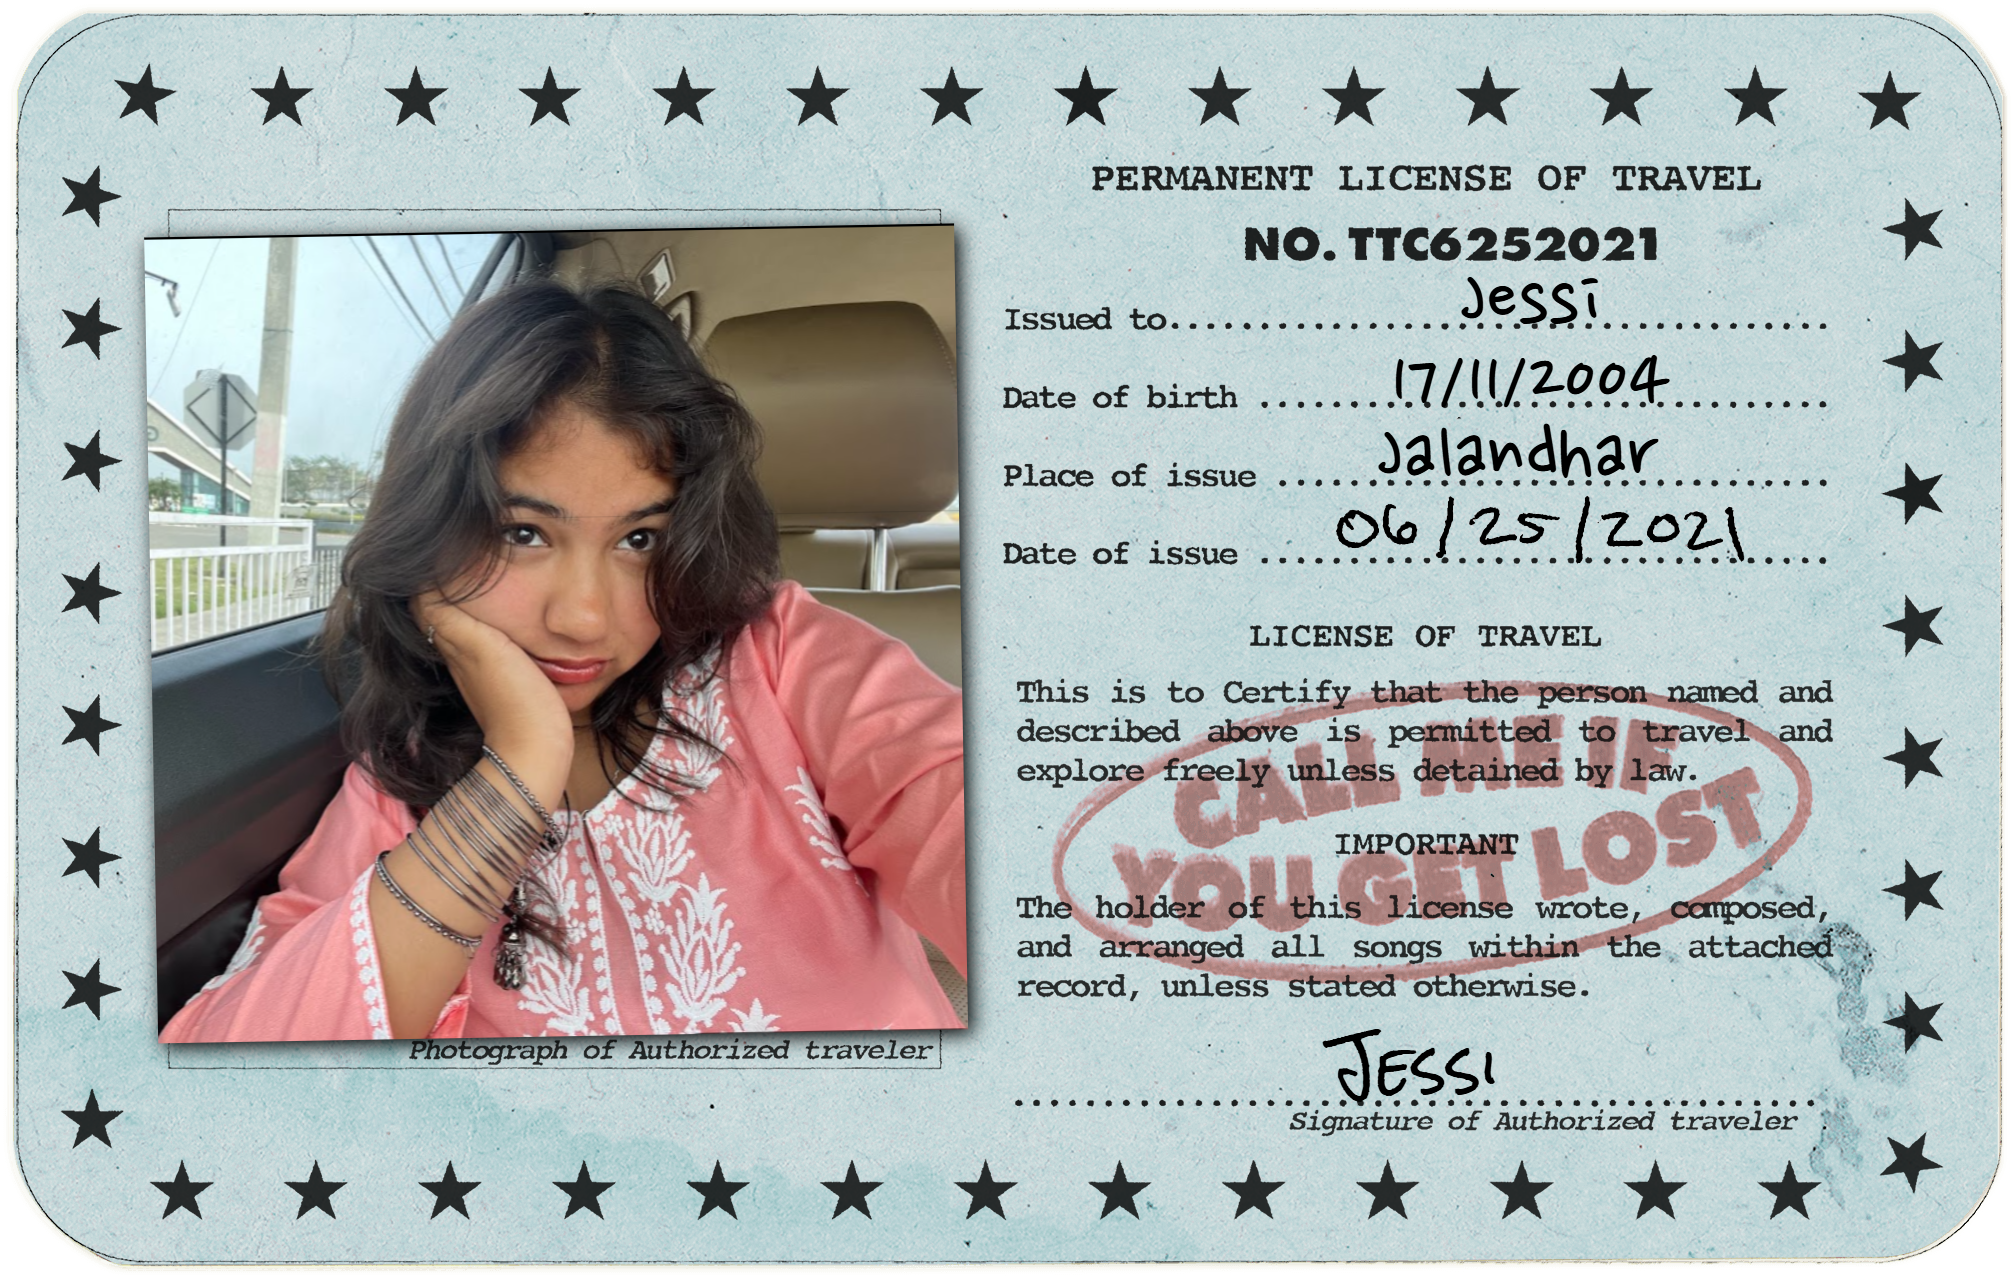 PERMANENT LICENSE OF TRAVEL
NO. TTC6252021
Issued to.......... Jessi
Date of birth .......... 17/11/2004
Place of issue .......... Jalandhar
Date of issue .......... 06/25/2021
LICENSE OF TRAVEL
This is to Certify that the person named and
described above is permitted to travel and
explore freely unless detained by law.
CALL ME IF
YOU GET LOST
IMPORTANT
The holder of this license wrote, composed,
and arranged all songs within the attached
record, unless stated otherwise.
JESSI
Signature of Authorized traveler
Photograph of Authorized traveler